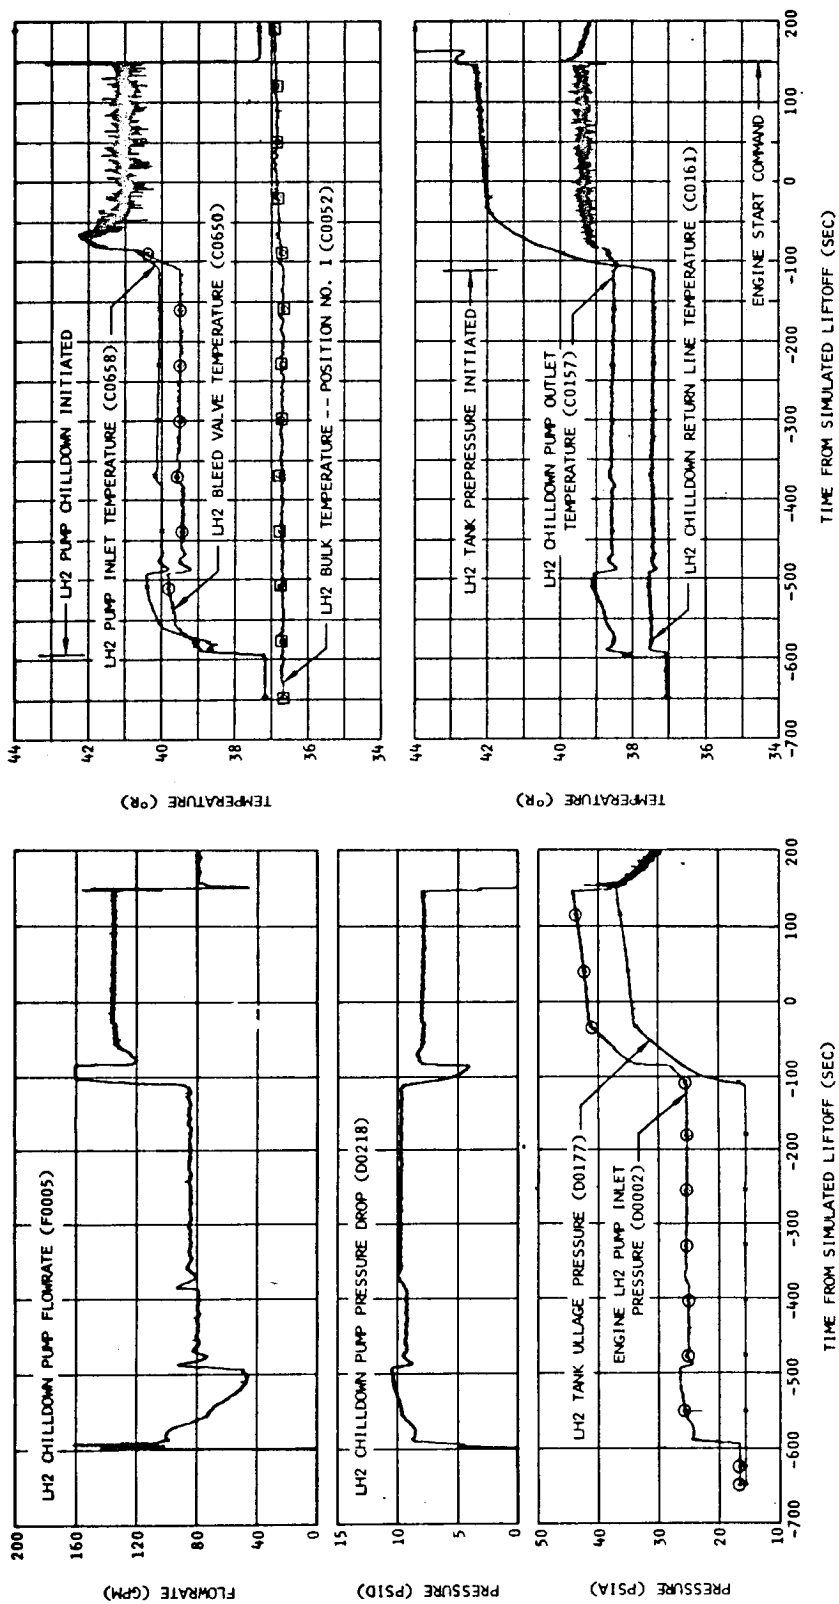 200
160
120
80
40
0
FLOWRATE (GPM)
LH2 CHILLDOWN PUMP FLOWRATE (F0005)
15
10
5
0
PRESSURE (PSID)
LH2 CHILLDOWN PUMP PRESSURE DROP (D0218)
50
40
30
20
10
PRESSURE (PSIA)
LH2 TANK ULLAGE PRESSURE (D0177)
ENGINE LH2 PUMP INLET
PRESSURE (D0002)
-700 -600 -500 -400 -300 -200 -100 0 100 200
TIME FROM SIMULATED LIFTOFF (SEC)
44
42
40
38
36
34
TEMPERATURE (°R)
LH2 PUMP CHILLDOWN INITIATED
LH2 PUMP INLET TEMPERATURE (C0658)
LH2 BLEED VALVE TEMPERATURE (C0650)
LH2 BULK TEMPERATURE -- POSITION NO. 1 (C0052)
44
42
40
38
36
34
TEMPERATURE (°R)
LH2 TANK PREPRESSURE INITIATED
LH2 CHILLDOWN PUMP OUTLET
TEMPERATURE (C0157)
LH2 CHILLDOWN RETURN LINE TEMPERATURE (C0161)
ENGINE START COMMAND
-700 -600 -500 -400 -300 -200 -100 0 100 200
TIME FROM SIMULATED LIFTOFF (SEC)